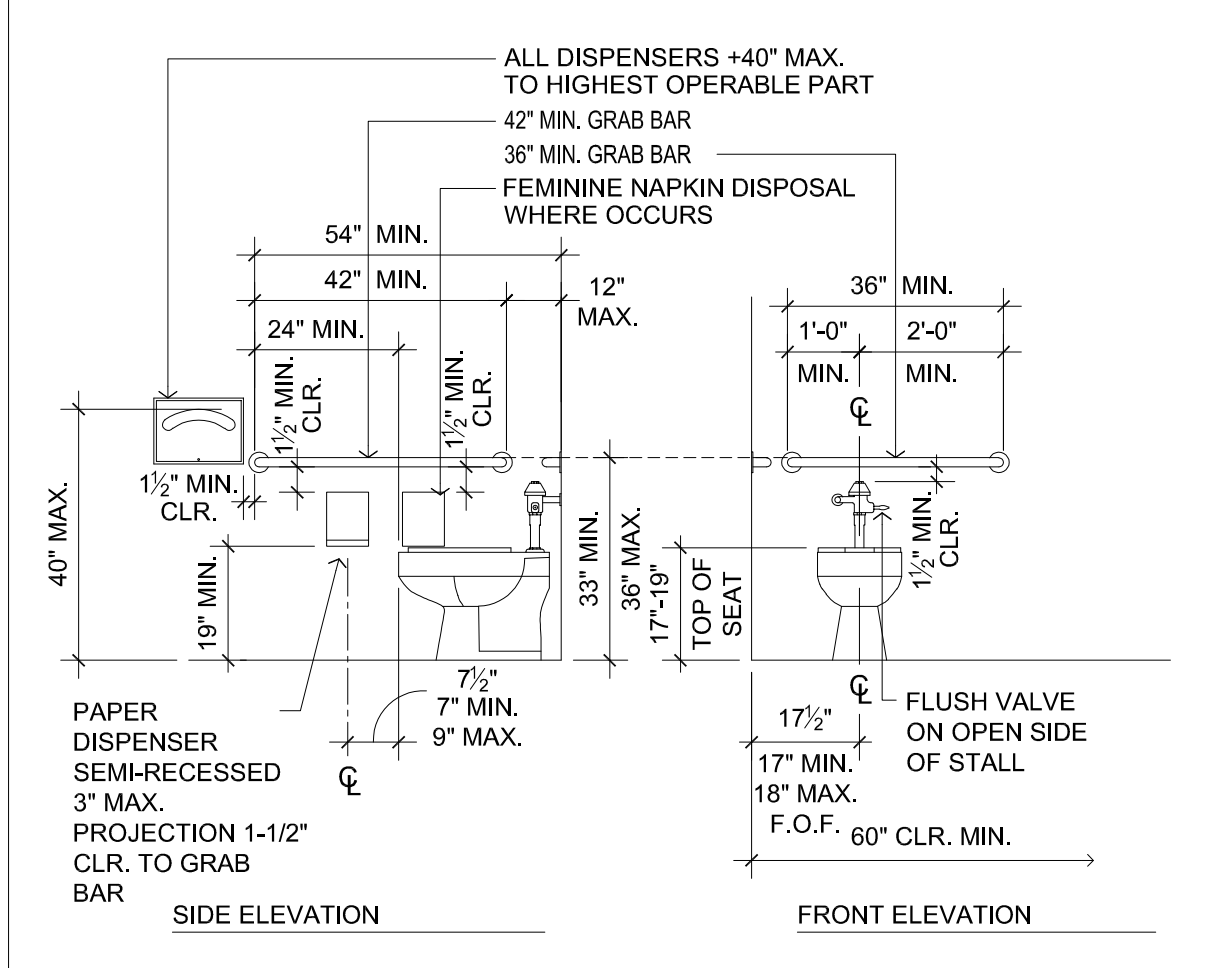 ALL DISPENSERS +40" MAX.
TO HIGHEST OPERABLE PART
42" MIN. GRAB BAR
36" MIN. GRAB BAR
FEMININE NAPKIN DISPOSAL
WHERE OCCURS
54" MIN.
42" MIN.
12"
MAX.
24" MIN.
1½" MIN.
CLR.
1½" MIN.
CLR.
36" MIN.
1'-0"
MIN.
2'-0"
MIN.
℄
1½" MIN.
CLR.
40" MAX.
19" MIN.
33" MIN.
36" MAX.
17"-19"
TOP OF
SEAT
1½" MIN.
CLR.
7½"
7" MIN.
9" MAX.
℄
PAPER
DISPENSER
SEMI-RECESSED
3" MAX.
PROJECTION 1-1/2"
CLR. TO GRAB
BAR
℄
17½"
17" MIN.
18" MAX.
F.O.F.
FLUSH VALVE
ON OPEN SIDE
OF STALL
60" CLR. MIN.
SIDE ELEVATION
FRONT ELEVATION